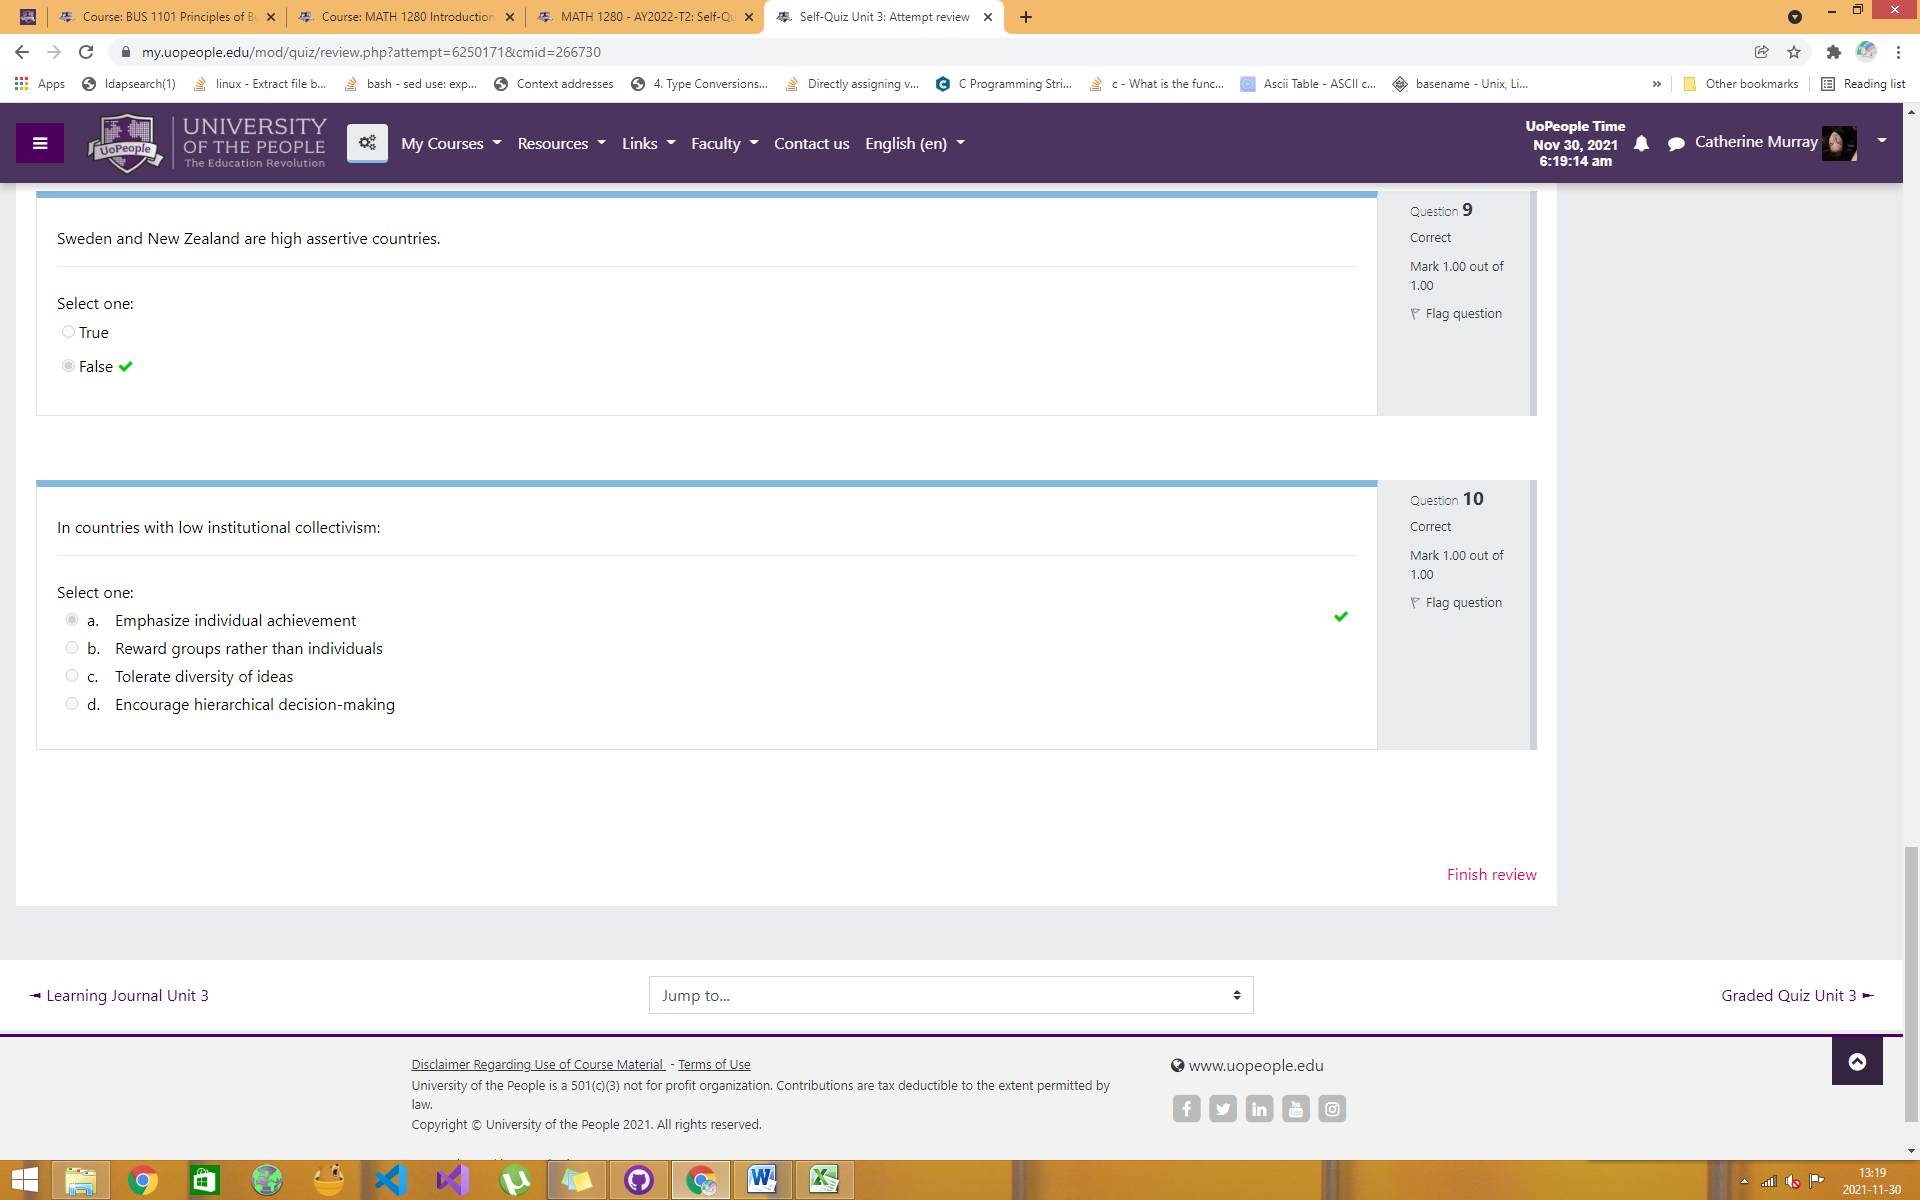 Course: BUS 1101 Principles of Bu
Course: MATH 1280 Introduction
MATH 1280 - AY2022-T2: Self-Qu
Self-Quiz Unit 3: Attempt review
my.uopeople.edu/mod/quiz/review.php?attempt=6250171&cmid=266730
Apps
ldapsearch(1)
linux - Extract file b...
bash - sed use: exp...
Context addresses
4. Type Conversions...
Directly assigning v...
C Programming Stri...
c - What is the func...
Ascii Table - ASCII c...
basename - Unix, Li...
»
Other bookmarks
Reading list
UoPeople
UNIVERSITY
OF THE PEOPLE
The Education Revolution
My Courses
Resources
Links
Faculty
Contact us
English (en)
UoPeople Time
Nov 30, 2021
6:19:14 am
Catherine Murray
Sweden and New Zealand are high assertive countries.
Select one:
True
False
Question 9
Correct
Mark 1.00 out of
1.00
Flag question
In countries with low institutional collectivism:
Select one:
a. Emphasize individual achievement
b. Reward groups rather than individuals
c. Tolerate diversity of ideas
d. Encourage hierarchical decision-making
Question 10
Correct
Mark 1.00 out of
1.00
Flag question
Finish review
◄ Learning Journal Unit 3
Jump to...
Graded Quiz Unit 3 ►
Disclaimer Regarding Use of Course Material - Terms of Use
University of the People is a 501(c)(3) not for profit organization. Contributions are tax deductible to the extent permitted by
law.
Copyright © University of the People 2021. All rights reserved.
www.uopeople.edu
13:19
2021-11-30